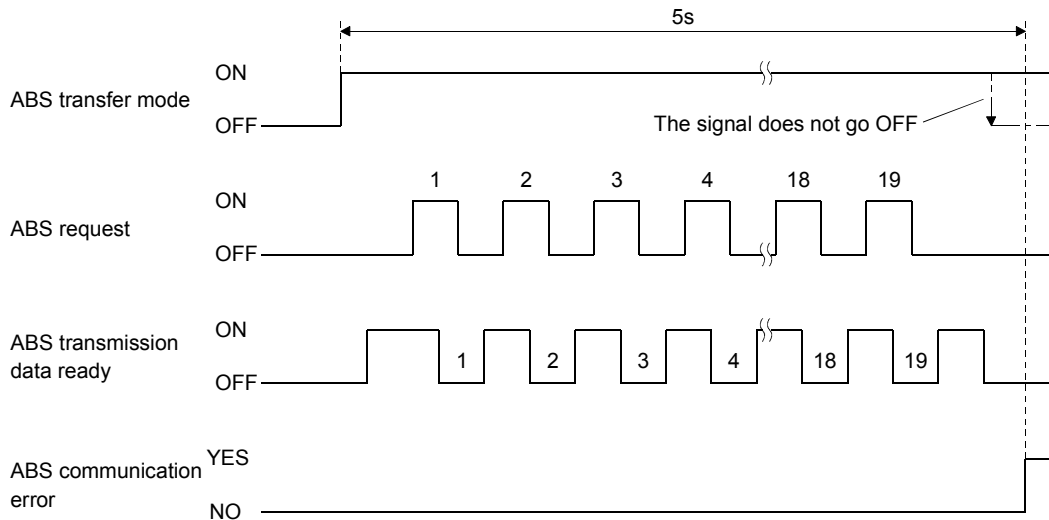 5s
ABS transfer mode
ON
OFF
The signal does not go OFF
ABS request
ON
OFF
1 2 3 4 18 19
ABS transmission
data ready
ON
OFF
1 2 3 4 18 19
ABS communication
error
YES
NO